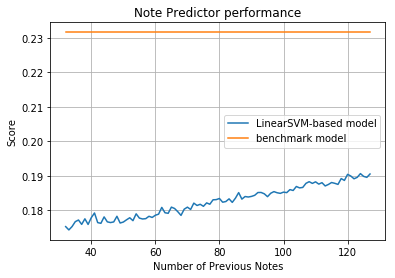 Note Predictor performance
0.23
0.22
0.21
0.20
0.19
0.18
Score
LinearSVM-based model
benchmark model
40
60
80
100
120
Number of Previous Notes